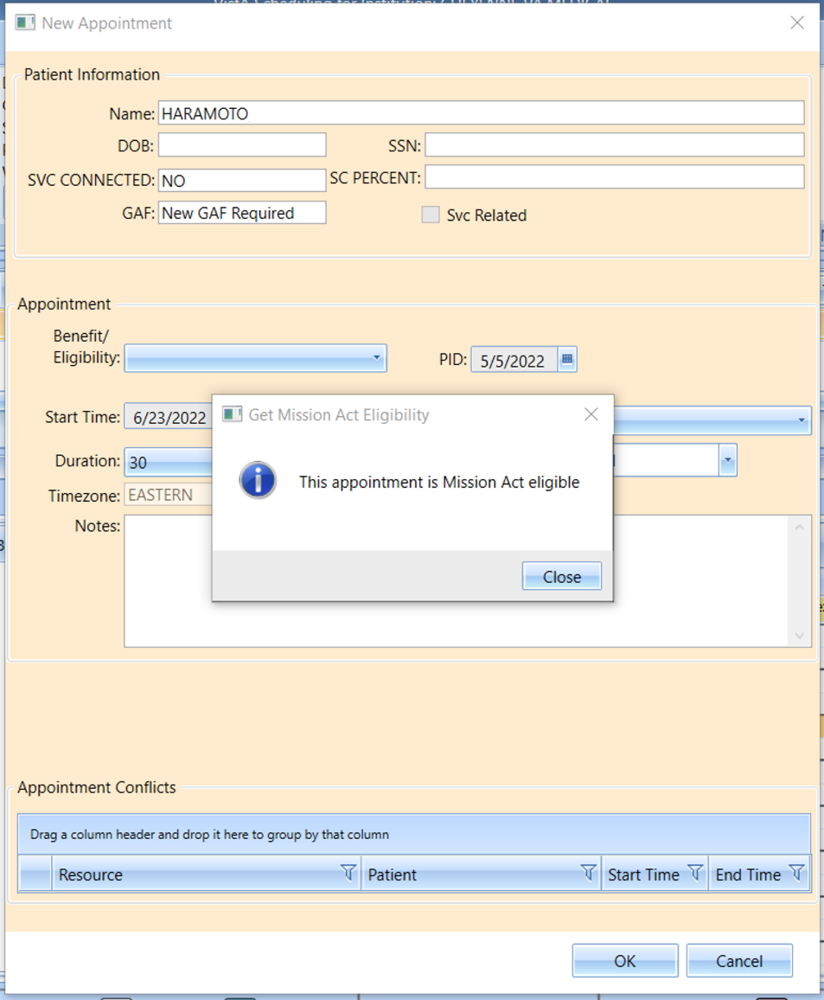 New Appointment
Patient Information
Name: HARAMOTO
DOB:
SSN:
SVC CONNECTED: NO
SC PERCENT:
GAF: New GAF Required
Svc Related
Appointment
Benefit/
Eligibility:
PID: 5/5/2022
Start Time: 6/23/2022
Get Mission Act Eligibility
Duration: 30
This appointment is Mission Act eligible
Timezone: EASTERN
Notes:
Close
Appointment Conflicts
Drag a column header and drop it here to group by that column
Resource Patient Start Time End Time
OK Cancel